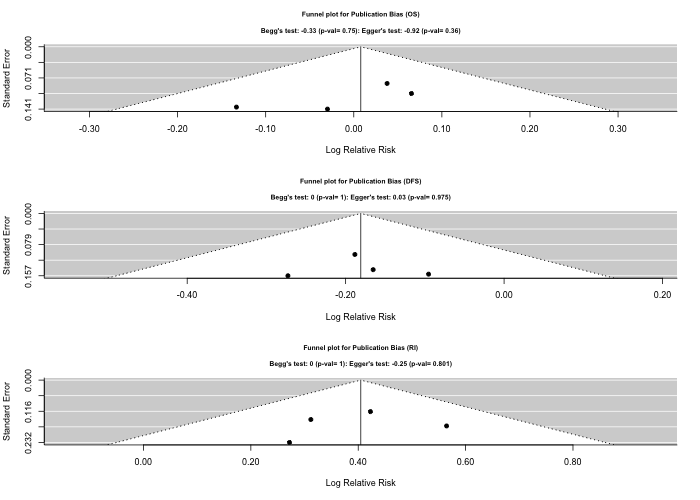 Funnel plot for Publication Bias (OS)
Begg's test: -0.33 (p-val= 0.75): Egger's test: -0.92 (p-val= 0.36)
Standard Error
0.000
0.071
0.141
-0.30
-0.20
-0.10
0.00
0.10
0.20
0.30
Log Relative Risk
Funnel plot for Publication Bias (DFS)
Begg's test: 0 (p-val= 1): Egger's test: 0.03 (p-val= 0.975)
Standard Error
0.000
0.079
0.157
-0.40
-0.20
0.00
0.20
Log Relative Risk
Funnel plot for Publication Bias (RI)
Begg's test: 0 (p-val= 1): Egger's test: -0.25 (p-val= 0.801)
Standard Error
0.000
0.116
0.232
0.00
0.20
0.40
0.60
0.80
Log Relative Risk